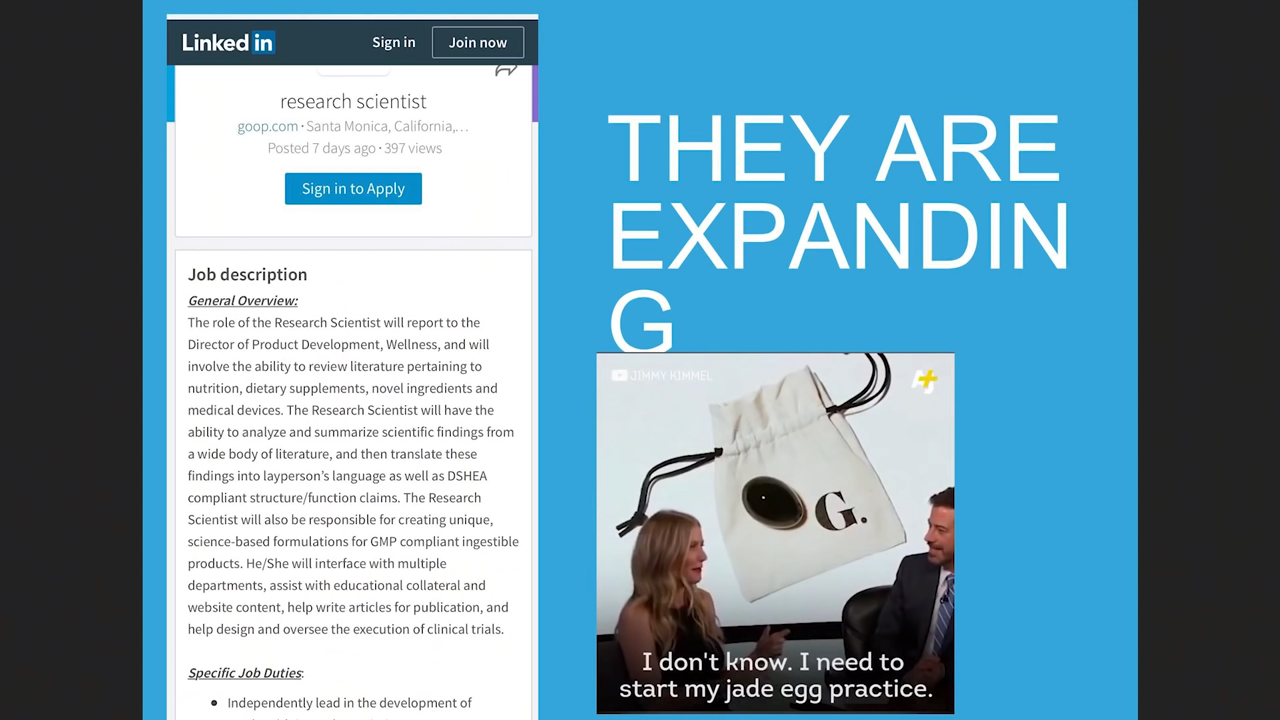 Linked in
Sign in
Join now
research scientist
goop.com · Santa Monica, California,...
Posted 7 days ago · 397 views
Sign in to Apply
Job description
General Overview:
The role of the Research Scientist will report to the
Director of Product Development, Wellness, and will
involve the ability to review literature pertaining to
nutrition, dietary supplements, novel ingredients and
medical devices. The Research Scientist will have the
ability to analyze and summarize scientific findings from
a wide body of literature, and then translate these
findings into layperson's language as well as DSHEA
compliant structure/function claims. The Research
Scientist will also be responsible for creating unique,
science-based formulations for GMP compliant ingestible
products. He/She will interface with multiple
departments, assist with educational collateral and
website content, help write articles for publication, and
help design and oversee the execution of clinical trials.
Specific Job Duties:
• Independently lead in the development of
THEY ARE
EXPANDIN
G
JIMMY KIMMEL
AJ+
G.
I don't know. I need to
start my jade egg practice.